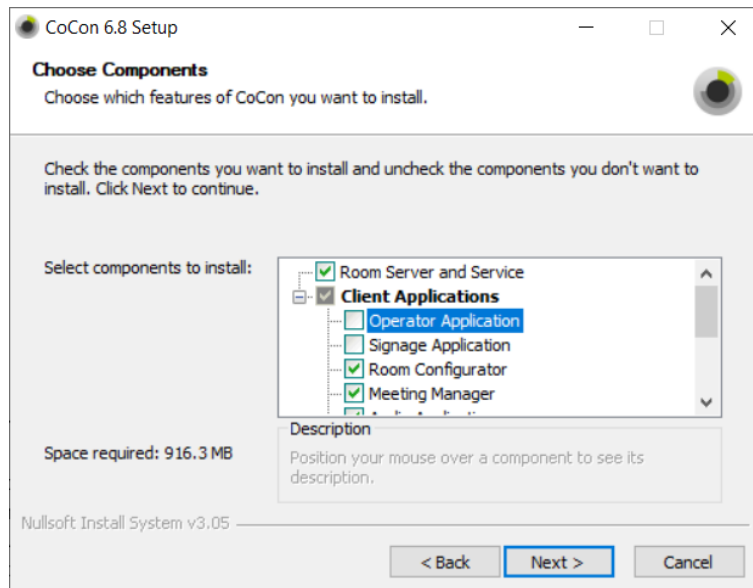 CoCon 6.8 Setup
Choose Components
Choose which features of CoCon you want to install.
Check the components you want to install and uncheck the components you don't want to
install. Click Next to continue.
Select components to install:
Room Server and Service
Client Applications
Operator Application
Signage Application
Room Configurator
Meeting Manager
Space required: 916.3 MB
Description
Position your mouse over a component to see its
description.
Nullsoft Install System v3.05
< Back
Next >
Cancel